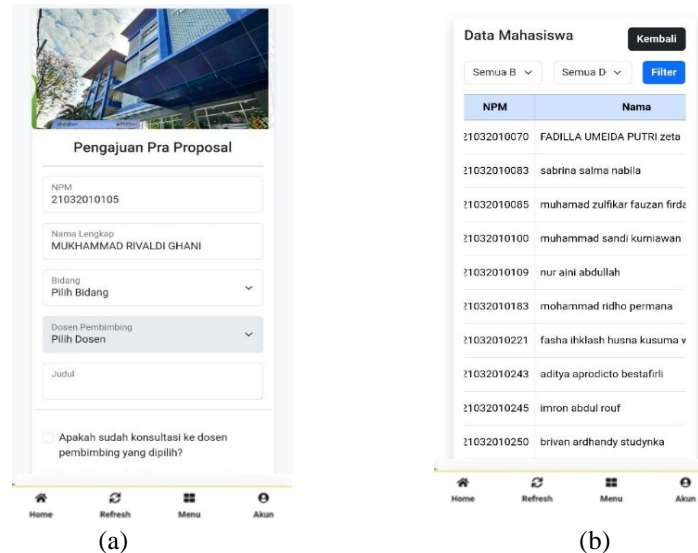 Pengajuan Pra Proposal
NPM
21032010105
Nama Lengkap
MUKHAMMAD RIVALDI GHANI
Bidang
Pilih Bidang
Dosen Pembimbing
Pilih Dosen
Judul
Apakah sudah konsultasi ke dosen
pembimbing yang dipilih?
Home Refresh Menu Akun
(a)
Data Mahasiswa Kembali
Semua B Semua D Filter
NPM Nama
21032010070 FADILLA UMEIDA PUTRI zeta
21032010083 sabrina salma nabila
21032010085 muhamad zulfikar fauzan firda
21032010100 muhammad sandi kurniawan
21032010109 nur aini abdullah
21032010183 mohammad ridho permana
21032010221 fasha ihklash husna kusuma w
21032010243 aditya aprodicto bestafirli
21032010245 imron abdul rouf
21032010250 brivan ardhandy studynka
Home Refresh Menu Akun
(b)